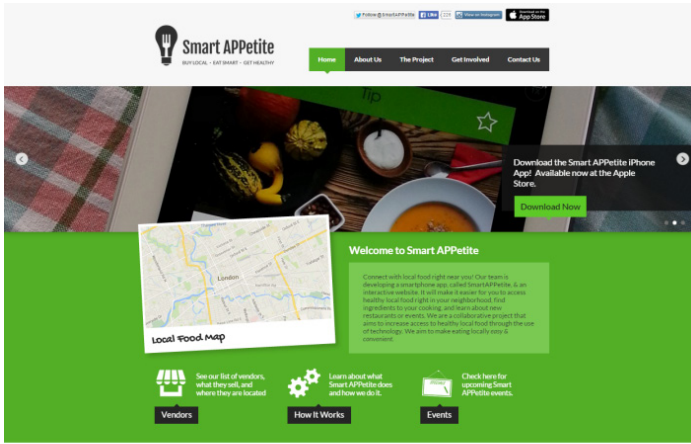 Follow @SmartAPPetite
Like
View on Instagram
Download on the
App Store
Smart APPetite
BUY LOCAL - EAT SMART - GET HEALTHY
Home
About Us
The Project
Get Involved
Contact Us
Tip
Download the Smart APPetite iPhone
App! Available now at the Apple
Store.
Download Now
London
Local Food Map
Welcome to Smart APPetite
Connect with local food right near you! Our team is
developing a smartphone app, called SmartAPPetite, & an
interactive website. It will make it easier for you to access
healthy local food right in your neighborhood, find
ingredients to your cooking, and learn about new
restaurants or events. We are a collaborative project that
aims to increase access to healthy local food through the use
of technology. We aim to make eating locally easy &
convenient.
See our list of vendors,
what they sell, and
where they are located
Vendors
Learn about what
Smart APPetite does
and how we do it.
How It Works
Check here for
upcoming Smart
APPetite events.
Events